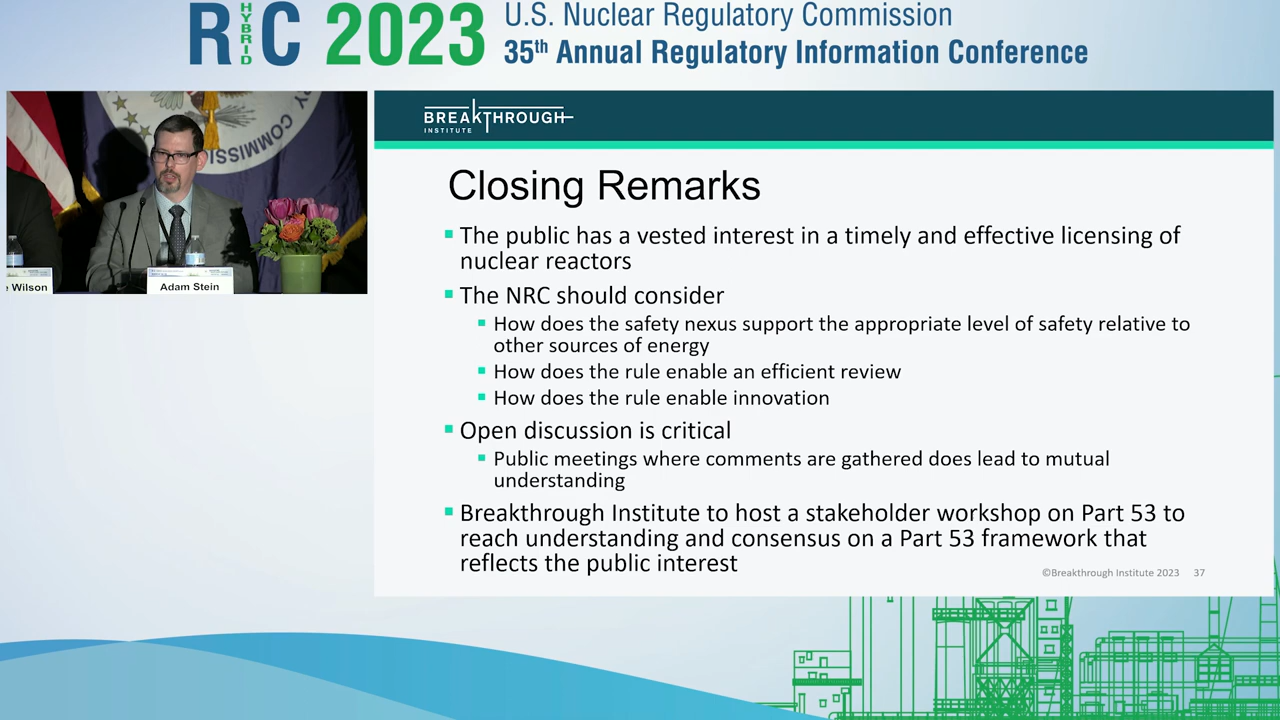 RIC 2023
HYBRID
U.S. Nuclear Regulatory Commission
35th Annual Regulatory Information Conference
COMMISSION
Wilson
Adam Stein
BREAKTHROUGH
INSTITUTE
Closing Remarks
The public has a vested interest in a timely and effective licensing of
nuclear reactors
The NRC should consider
How does the safety nexus support the appropriate level of safety relative to
other sources of energy
How does the rule enable an efficient review
How does the rule enable innovation
Open discussion is critical
Public meetings where comments are gathered does lead to mutual
understanding
Breakthrough Institute to host a stakeholder workshop on Part 53 to
reach understanding and consensus on a Part 53 framework that
reflects the public interest
©Breakthrough Institute 2023 37